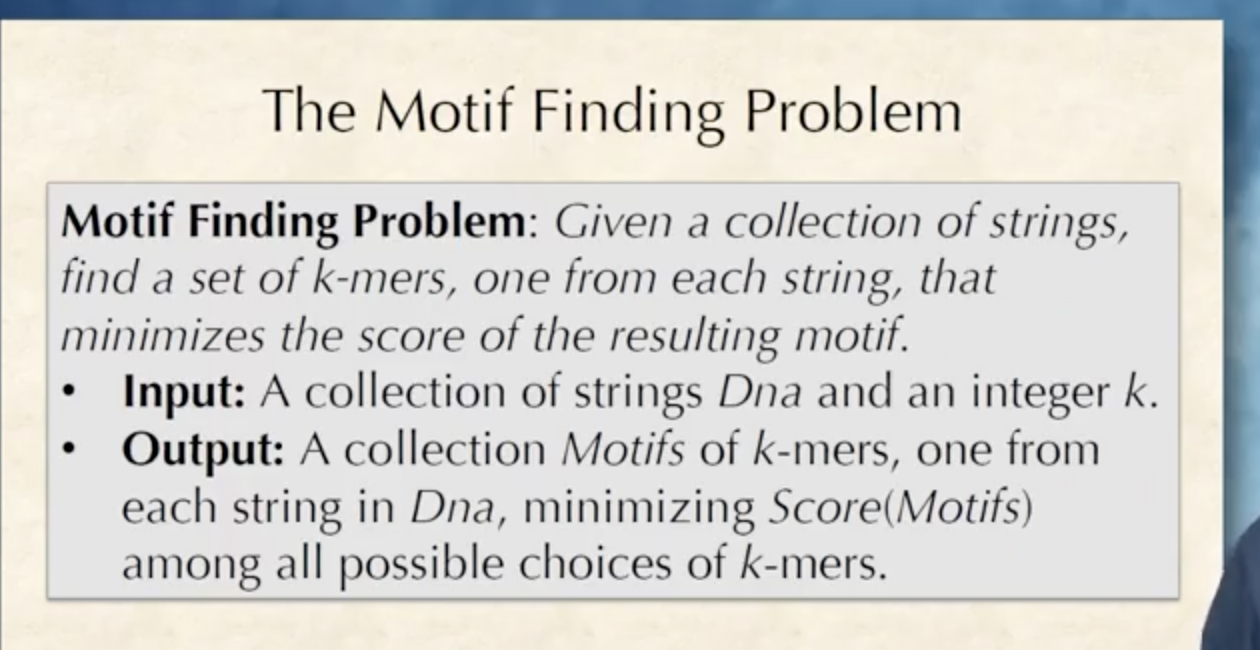 The Motif Finding Problem
Motif Finding Problem: Given a collection of strings,
find a set of k-mers, one from each string, that
minimizes the score of the resulting motif.
• Input: A collection of strings Dna and an integer k.
• Output: A collection Motifs of k-mers, one from
each string in Dna, minimizing Score(Motifs)
among all possible choices of k-mers.